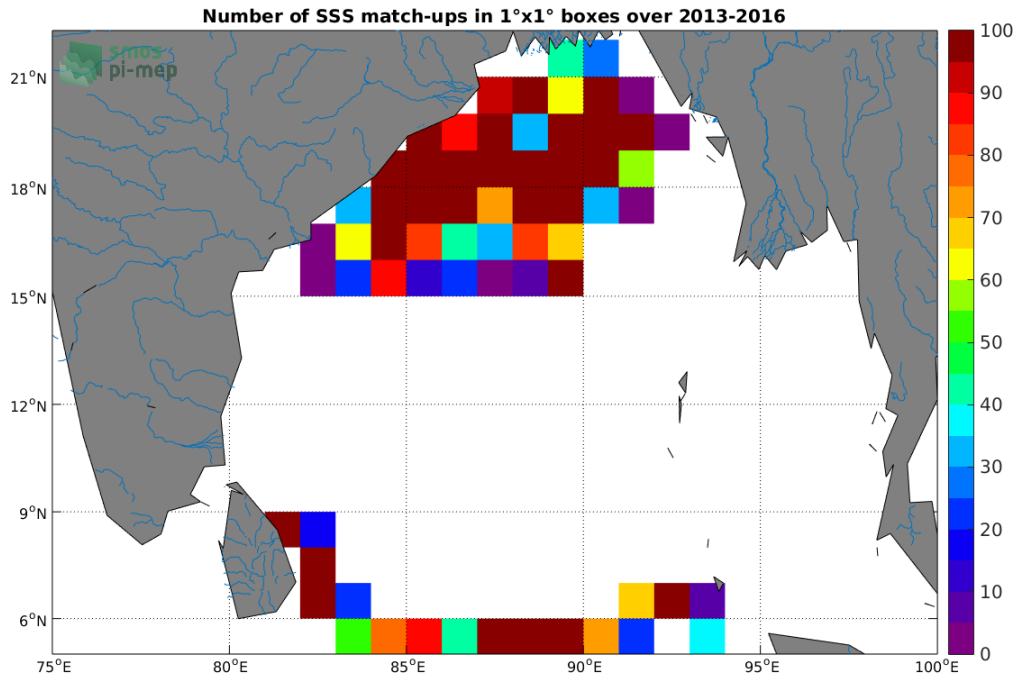 Number of SSS match-ups in 1°x1° boxes over 2013-2016
smos
pi-mep
21°N
18°N
15°N
12°N
9°N
6°N
75°E 80°E 85°E 90°E 95°E 100°E
100
90
80
70
60
50
40
30
20
10
0